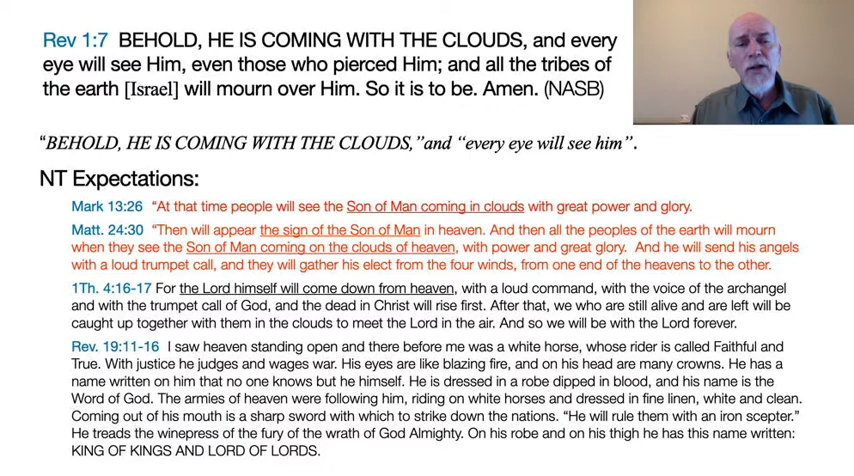 Rev 1:7 BEHOLD, HE IS COMING WITH THE CLOUDS, and every
eye will see Him, even those who pierced Him; and all the tribes of
the earth [Israel] will mourn over Him. So it is to be. Amen. (NASB)
“BEHOLD, HE IS COMING WITH THE CLOUDS,”and “every eye will see him”.
NT Expectations:
Mark 13:26 “At that time people will see the Son of Man coming in clouds with great power and glory.
Matt. 24:30 “Then will appear the sign of the Son of Man in heaven. And then all the peoples of the earth will mourn
when they see the Son of Man coming on the clouds of heaven, with power and great glory. And he will send his angels
with a loud trumpet call, and they will gather his elect from the four winds, from one end of the heavens to the other.
1Th. 4:16-17 For the Lord himself will come down from heaven, with a loud command, with the voice of the archangel
and with the trumpet call of God, and the dead in Christ will rise first. After that, we who are still alive and are left will be
caught up together with them in the clouds to meet the Lord in the air. And so we will be with the Lord forever.
Rev. 19:11-16 I saw heaven standing open and there before me was a white horse, whose rider is called Faithful and
True. With justice he judges and wages war. His eyes are like blazing fire, and on his head are many crowns. He has a
name written on him that no one knows but he himself. He is dressed in a robe dipped in blood, and his name is the
Word of God. The armies of heaven were following him, riding on white horses and dressed in fine linen, white and clean.
Coming out of his mouth is a sharp sword with which to strike down the nations. “He will rule them with an iron scepter.”
He treads the winepress of the fury of the wrath of God Almighty. On his robe and on his thigh he has this name written:
KING OF KINGS AND LORD OF LORDS.